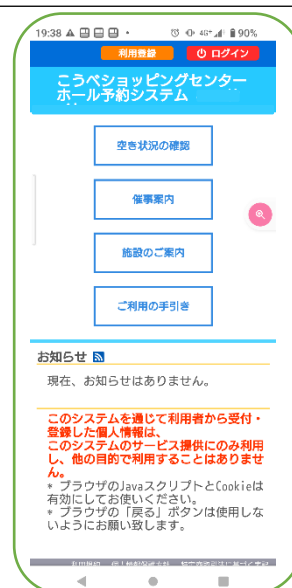 19:38
4G+
90%
利用登録
ログイン
こうべショッピングセンター
ホール予約システム
空き状況の確認
催事案内
施設のご案内
ご利用の手引き
お知らせ
現在、お知らせはありません。
このシステムを通じて利用者から受付・
登録した個人情報は、
このシステムのサービス提供にのみ利用
し、他の目的で利用することはありませ
ん。
* ブラウザのJavaスクリプトとCookieは
有効にしてお使いください。
* ブラウザの「戻る」ボタンは使用しな
いようにお願い致します。